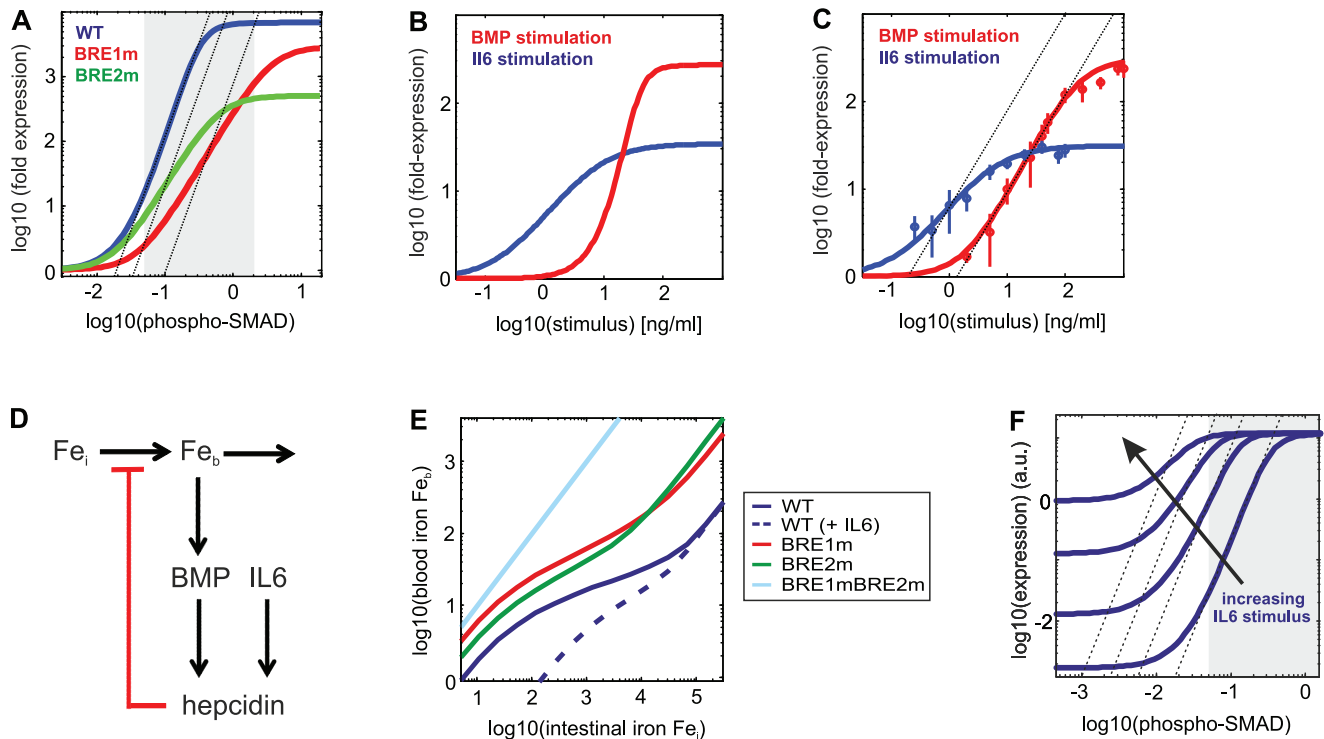 A
WT
BRE1m
BRE2m
log10 (fold expression)
3
2
1
0
-2
-1
0
1
log10(phospho-SMAD)
B
BMP stimulation
Il6 stimulation
log10 (fold-expression)
2
1
0
-1
0
1
2
log10(stimulus) [ng/ml]
C
BMP stimulation
Il6 stimulation
log10 (fold-expression)
2
1
0
-1
0
1
2
log10(stimulus) [ng/ml]
D
Fei Feb
BMP IL6
hepcidin
E
log10(blood iron Feb)
3
2
1
0
1
2
3
4
5
log10(intestinal iron Fei)
WT
WT (+ IL6)
BRE1m
BRE2m
BRE1mBRE2m
F
log10(expression) (a.u.)
0
-2
increasing
IL6 stimulus
-3
-2
-1
0
log10(phospho-SMAD)